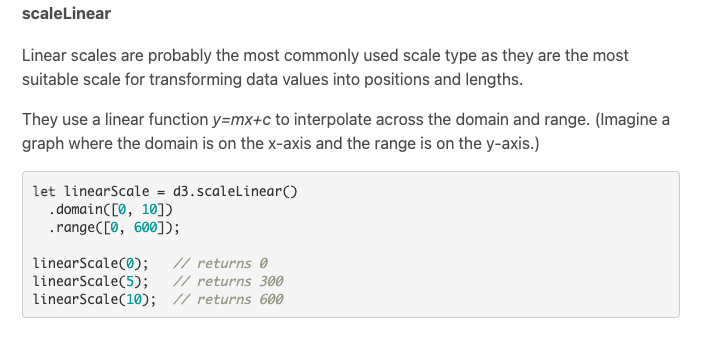 scaleLinear
Linear scales are probably the most commonly used scale type as they are the most
suitable scale for transforming data values into positions and lengths.
They use a linear function y=mx+c to interpolate across the domain and range. (Imagine a
graph where the domain is on the x-axis and the range is on the y-axis.)
let linearScale = d3.scaleLinear()
  .domain([0, 10])
  .range([0, 600]);
linearScale(0);   // returns 0
linearScale(5);   // returns 300
linearScale(10);  // returns 600